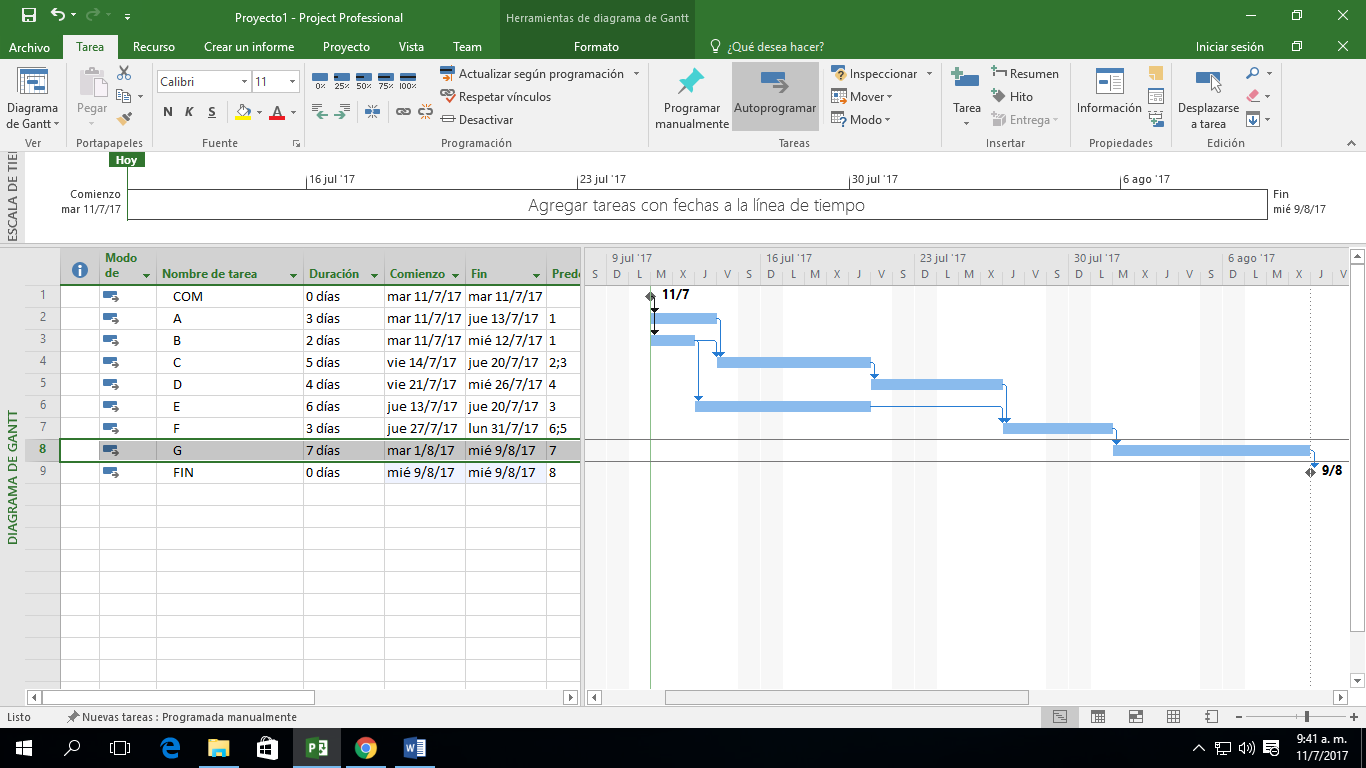 Proyecto1 - Project Professional
Herramientas de diagrama de Gantt
Archivo Tarea Recurso Crear un informe Proyecto Vista Team Formato ¿Qué desea hacer? Iniciar sesión
Diagrama de Gantt
Ver
Pegar
Portapapeles
Calibri 11
N K S
Fuente
0% 25% 50% 75% 100%
Actualizar según programación
Respetar vínculos
Desactivar
Programación
Programar manualmente
Autoprogramar
Inspeccionar
Mover
Modo
Tareas
Tarea
Resumen
Hito
Entrega
Insertar
Información
Propiedades
Desplazarse a tarea
Edición
ESCALA DE TIE
Hoy
16 jul '17 23 jul '17 30 jul '17 6 ago '17
Comienzo
mar 11/7/17
Agregar tareas con fechas a la línea de tiempo
Fin
mié 9/8/17
DIAGRAMA DE GANTT
Modo de Nombre de tarea Duración Comienzo Fin Prede
1 COM 0 días mar 11/7/17 mar 11/7/17
2 A 3 días mar 11/7/17 jue 13/7/17 1
3 B 2 días mar 11/7/17 mié 12/7/17 1
4 C 5 días vie 14/7/17 jue 20/7/17 2;3
5 D 4 días vie 21/7/17 mié 26/7/17 4
6 E 6 días jue 13/7/17 jue 20/7/17 3
7 F 3 días jue 27/7/17 lun 31/7/17 6;5
8 G 7 días mar 1/8/17 mié 9/8/17 7
9 FIN 0 días mié 9/8/17 mié 9/8/17 8
9 jul '17 16 jul '17 23 jul '17 30 jul '17 6 ago '17
S D L M X J V S D L M X J V S D L M X J V S D L M X J V S D L M X J V
11/7
9/8
Listo Nuevas tareas : Programada manualmente
9:41 a. m.
11/7/2017